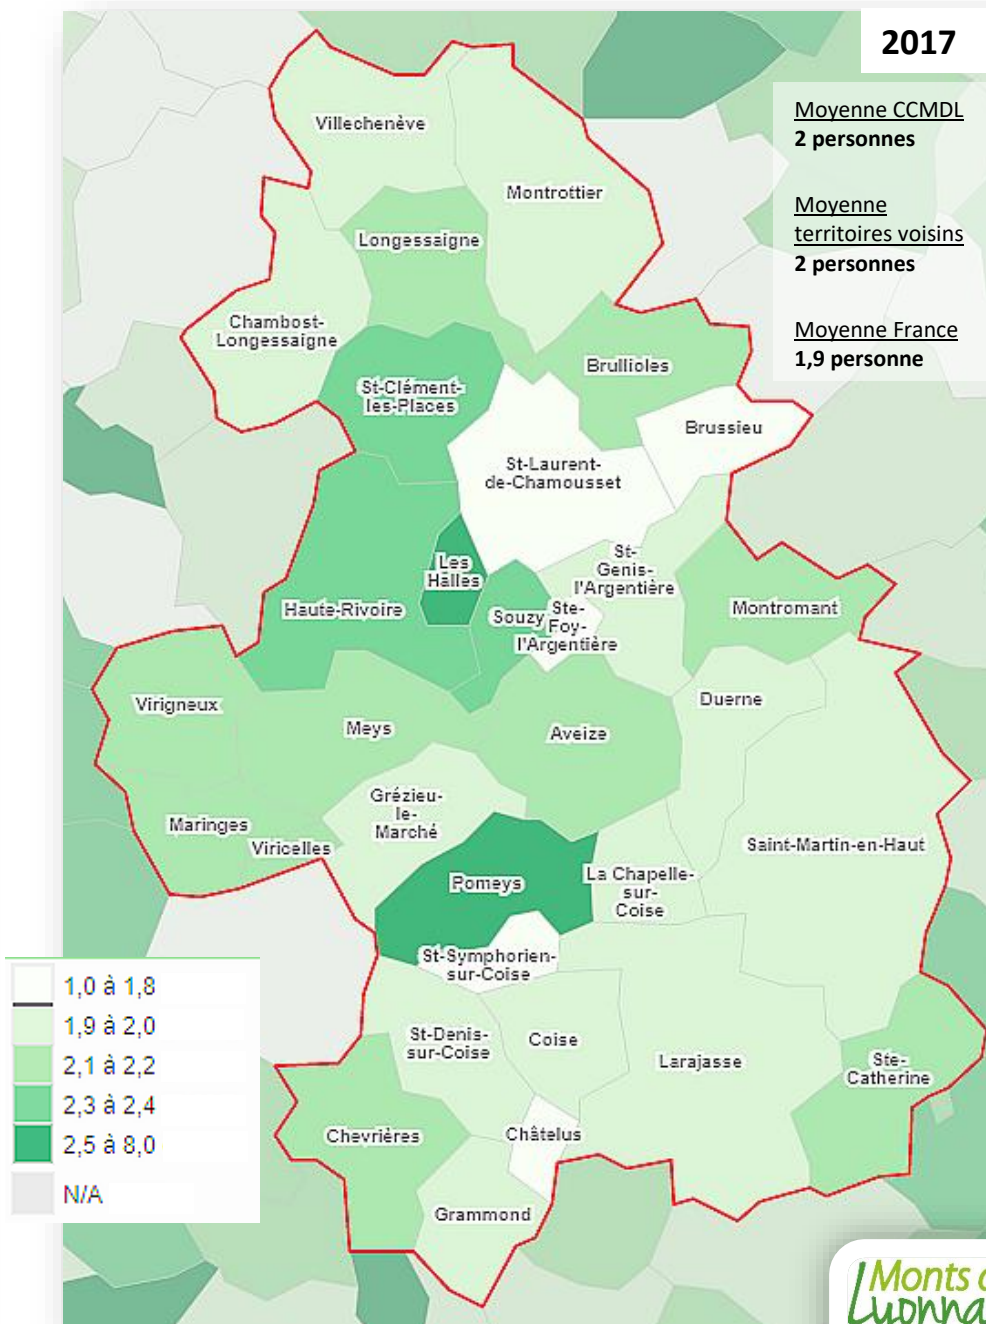 2017
Moyenne CCMDL
2 personnes
Moyenne
territoires voisins
2 personnes
Moyenne France
1,9 personne
Villechenève
Montrottier
Longessaigne
Chambost-
Longessaigne
Brullioles
St-Clément-
les-Places
Brussieu
St-Laurent-
de-Chamousset
St-
Genis-
l'Argentière
Les
Halles
Haute-Rivoire
Souzy
Ste-
Foy-
l'Argentière
Montromant
Virigneux
Duerne
Meys
Aveize
Grézieu-
le-
Marché
Maringes
Viricelles
Saint-Martin-en-Haut
Pomeys
La Chapelle-
sur-
Coise
St-Symphorien-
sur-Coise
St-Denis-
sur-Coise
Coise
Larajasse
Ste-
Catherine
Chevrières
Châtelus
Grammond
1,0 à 1,8
1,9 à 2,0
2,1 à 2,2
2,3 à 2,4
2,5 à 8,0
N/A
Monts d
Lyonna